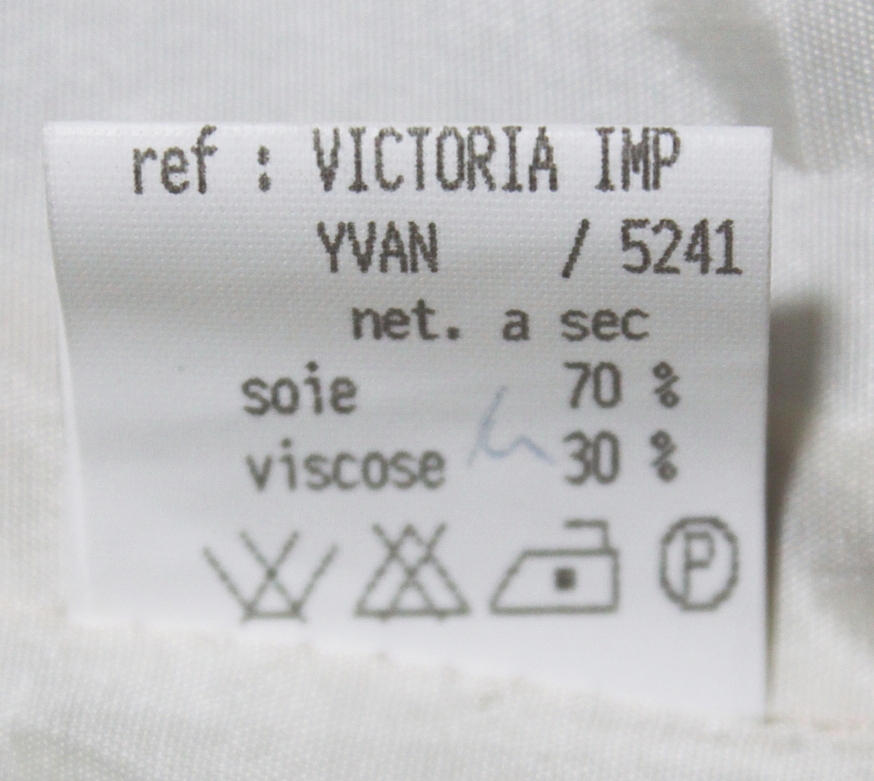 ref : VICTORIA IMP
YVAN / 5241
net. a sec
soie 70 %
viscose 30 %
P